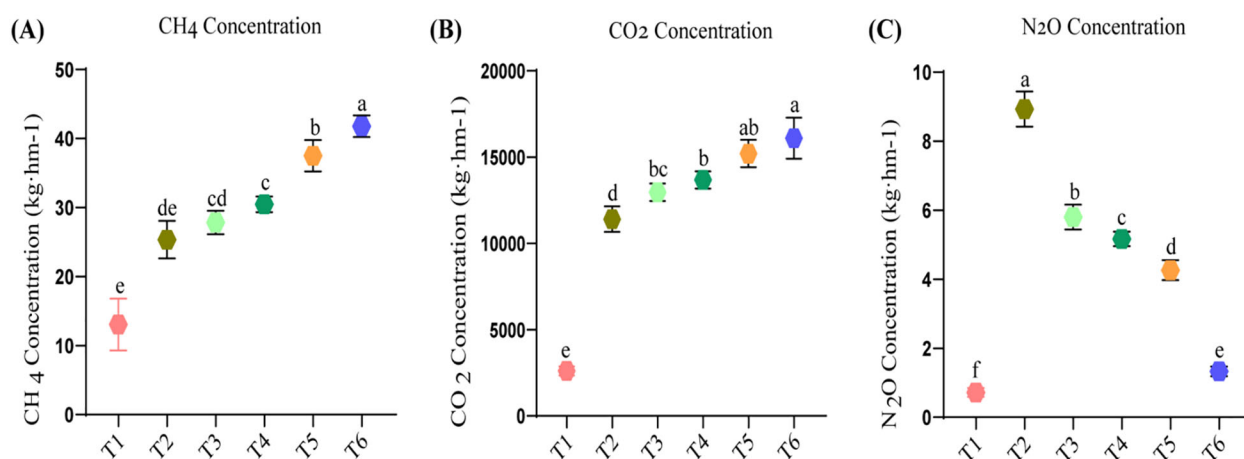 (A)
CH4 Concentration
CH 4 Concentration (kg·hm-1)
50
40
30
20
10
0
e
de
cd
c
b
a
T1
T2
T3
T4
T5
T6
(B)
CO2 Concentration
CO 2 Concentration (kg·hm-1)
20000
15000
10000
5000
0
e
d
bc
b
ab
a
T1
T2
T3
T4
T5
T6
(C)
N2O Concentration
N2O Concentration (kg·hm-1)
10
8
6
4
2
0
f
a
b
c
d
e
T1
T2
T3
T4
T5
T6